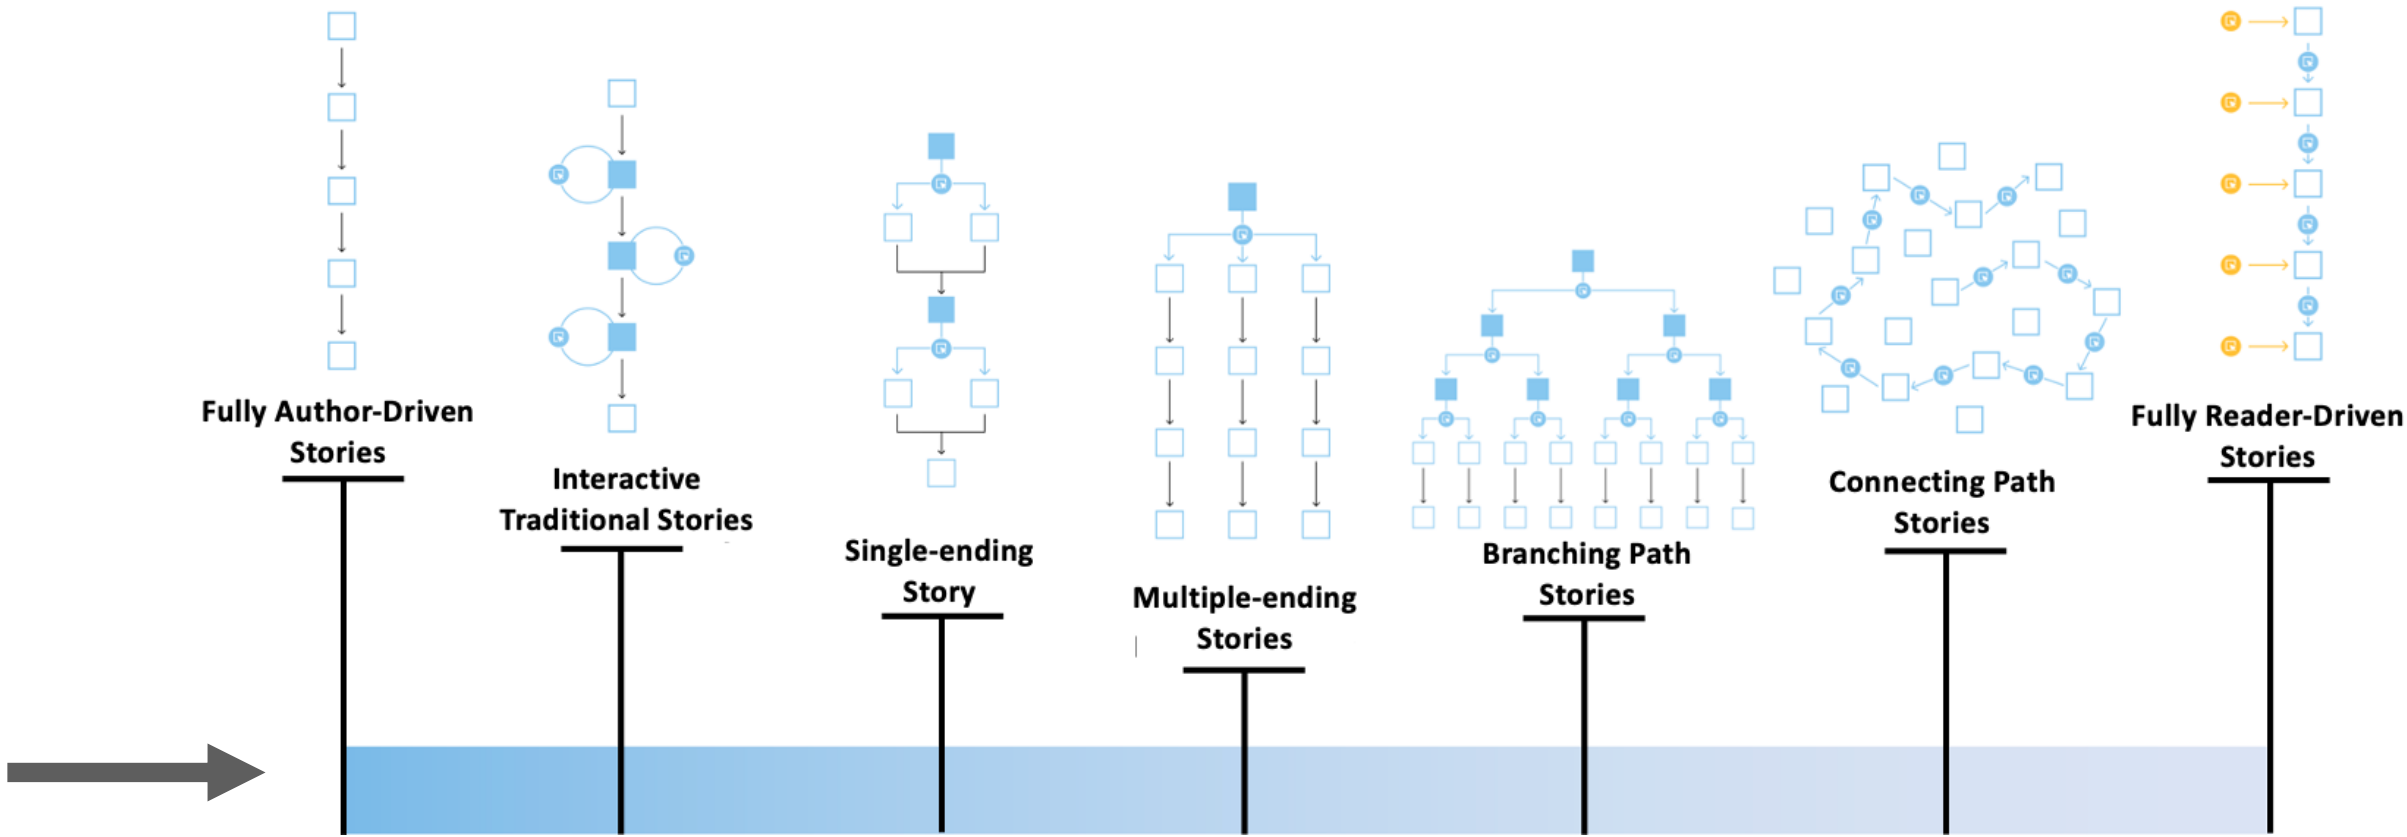 Fully Author-Driven
Stories
Interactive
Traditional Stories
Single-ending
Story
Multiple-ending
Stories
Branching Path
Stories
Connecting Path
Stories
Fully Reader-Driven
Stories